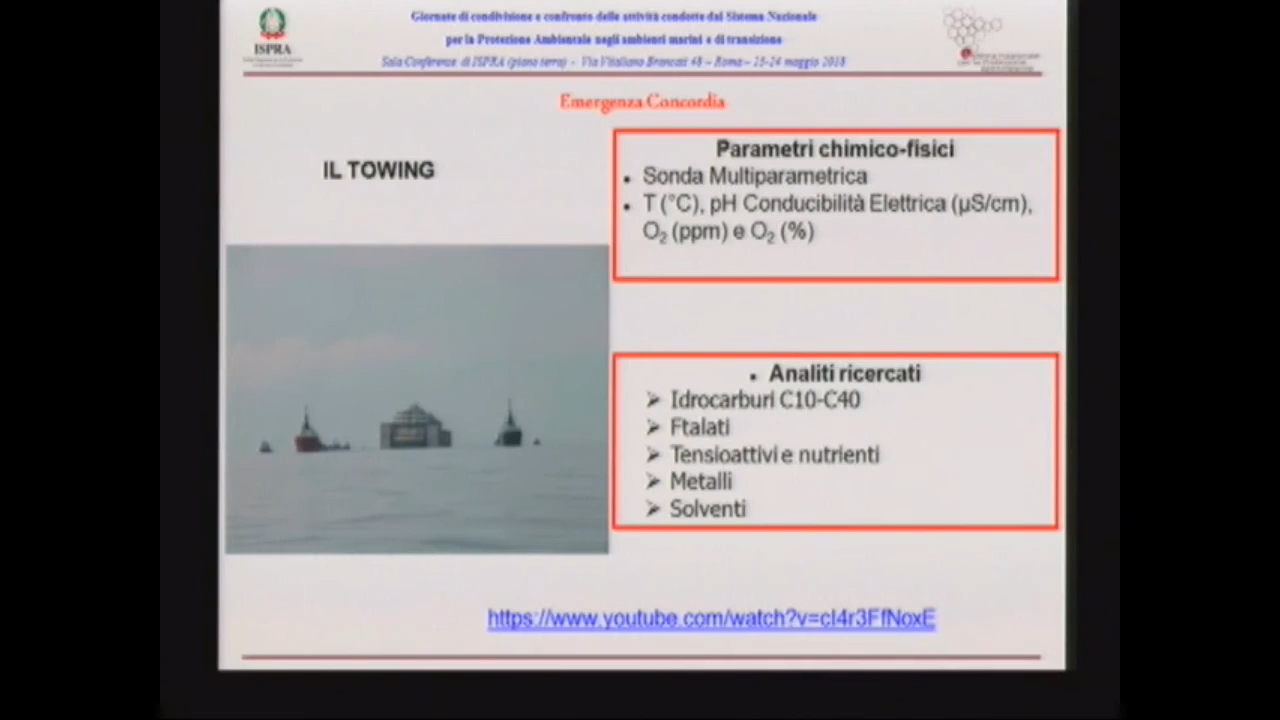 Giornate di condivisione e confronto delle attività condotte dal Sistema Nazionale
per la Protezione Ambientale negli ambienti marini e di transizione
Sala Conferenze di ISPRA (piano terra) - Via Vitaliano Brancati 48 – Roma – 23-24 maggio 2018
ISPRA
Emergenza Concordia
IL TOWING
Parametri chimico-fisici
• Sonda Multiparametrica
• T (°C), pH Conducibilità Elettrica (µS/cm),
O₂ (ppm) e O₂ (%)
• Analiti ricercati
➢ Idrocarburi C10-C40
➢ Ftalati
➢ Tensioattivi e nutrienti
➢ Metalli
➢ Solventi
https://www.youtube.com/watch?v=cI4r3FfNoxE